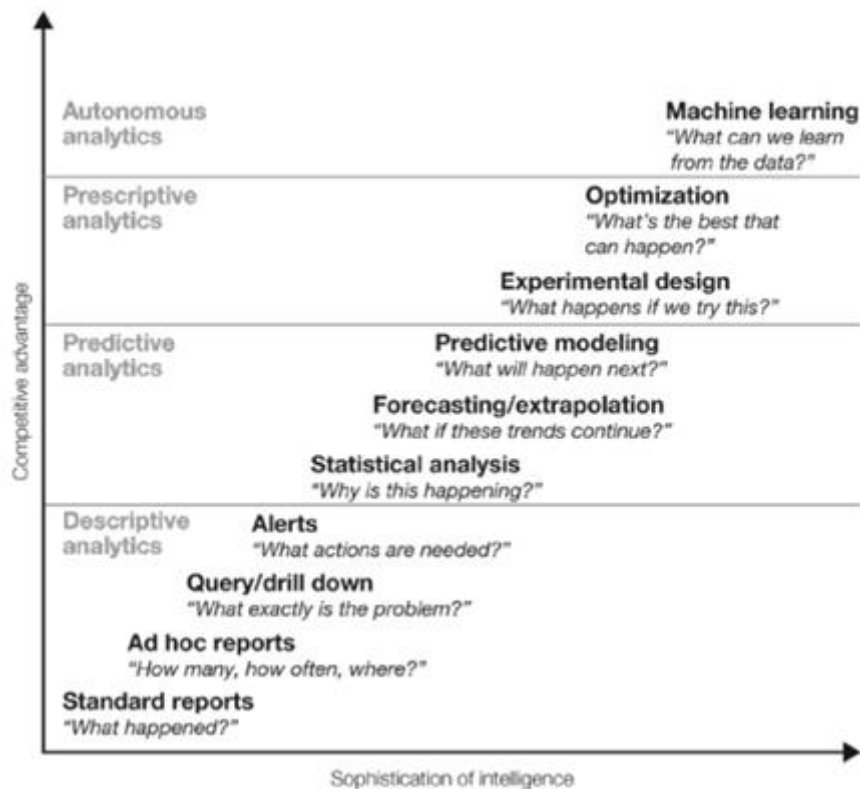 Autonomous
analytics
Machine learning
“What can we learn
from the data?”
Prescriptive
analytics
Optimization
“What’s the best that
can happen?”
Experimental design
“What happens if we try this?”
Predictive
analytics
Predictive modeling
“What will happen next?”
Forecasting/extrapolation
“What if these trends continue?”
Statistical analysis
“Why is this happening?”
Descriptive
analytics
Alerts
“What actions are needed?”
Query/drill down
“What exactly is the problem?”
Ad hoc reports
“How many, how often, where?”
Standard reports
“What happened?”
Competitive advantage
Sophistication of intelligence